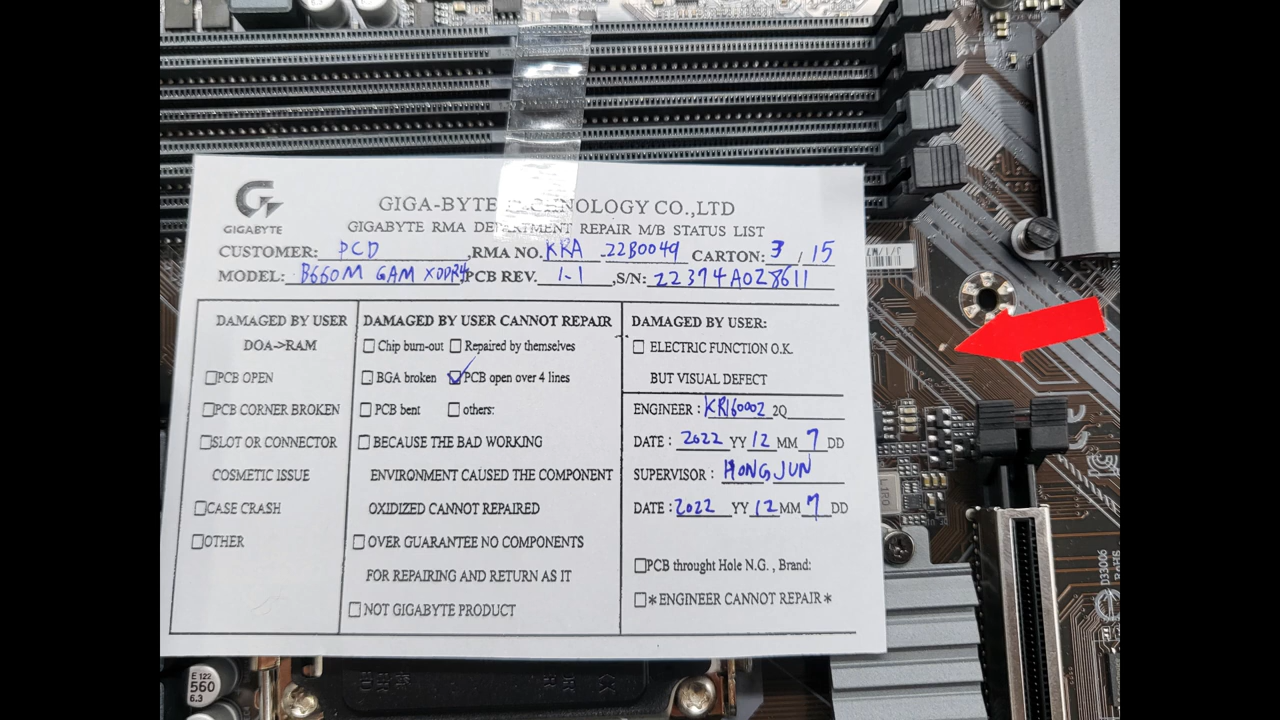 GIGABYTE
GIGA-BYTE TECHNOLOGY CO.,LTD
GIGABYTE RMA DEPARTMENT REPAIR M/B STATUS LIST
CUSTOMER: PCD ,RMA NO. KRA 22B0049 CARTON: 3 / 15
MODEL: B660M GAM XDDR4 ,PCB REV. 1-1 ,S/N: 22374A028611
DAMAGED BY USER
DOA->RAM
PCB OPEN
PCB CORNER BROKEN
SLOT OR CONNECTOR
COSMETIC ISSUE
CASE CRASH
OTHER
DAMAGED BY USER CANNOT REPAIR
Chip burn-out Repaired by themselves
BGA broken PCB open over 4 lines
PCB bent others:
BECAUSE THE BAD WORKING
ENVIRONMENT CAUSED THE COMPONENT
OXIDIZED CANNOT REPAIRED
OVER GUARANTEE NO COMPONENTS
FOR REPAIRING AND RETURN AS IT
NOT GIGABYTE PRODUCT
DAMAGED BY USER:
ELECTRIC FUNCTION O.K.
BUT VISUAL DEFECT
ENGINEER : KR160002 2Q
DATE : 2022 YY 12 MM 7 DD
SUPERVISOR : HONGJUN
DATE : 2022 YY 12 MM 7 DD
PCB throught Hole N.G. , Brand:
*ENGINEER CANNOT REPAIR*
D33006
RoHS
E 122
560
6.3